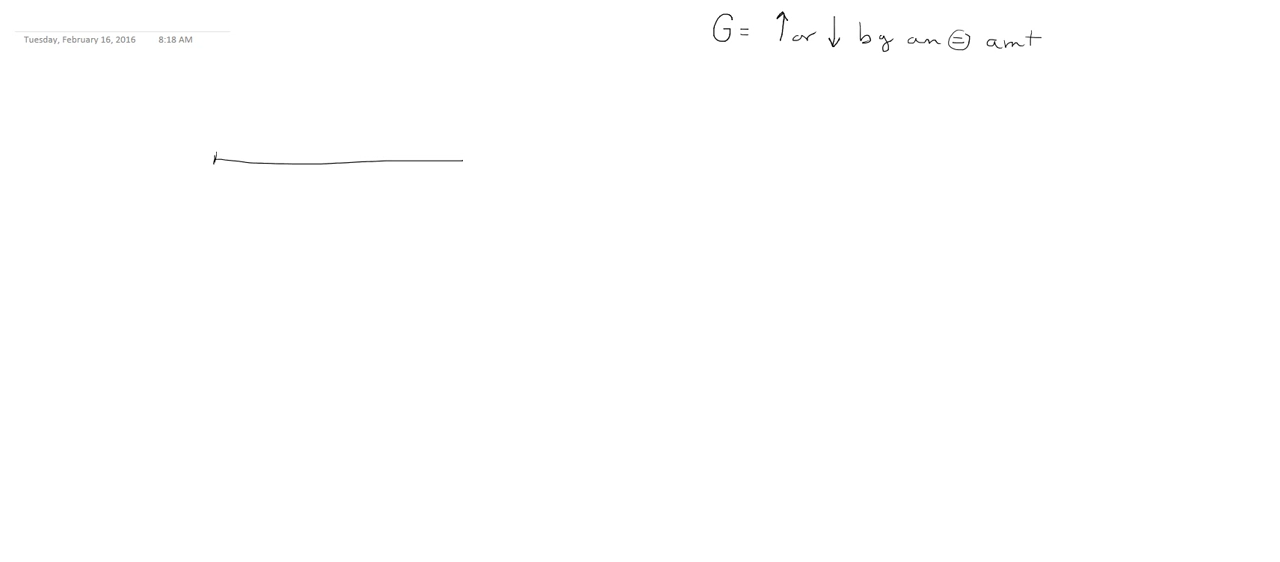 Tuesday, February 16, 2016 8:18 AM
G = ↑ or ↓ by an ⊜ amt